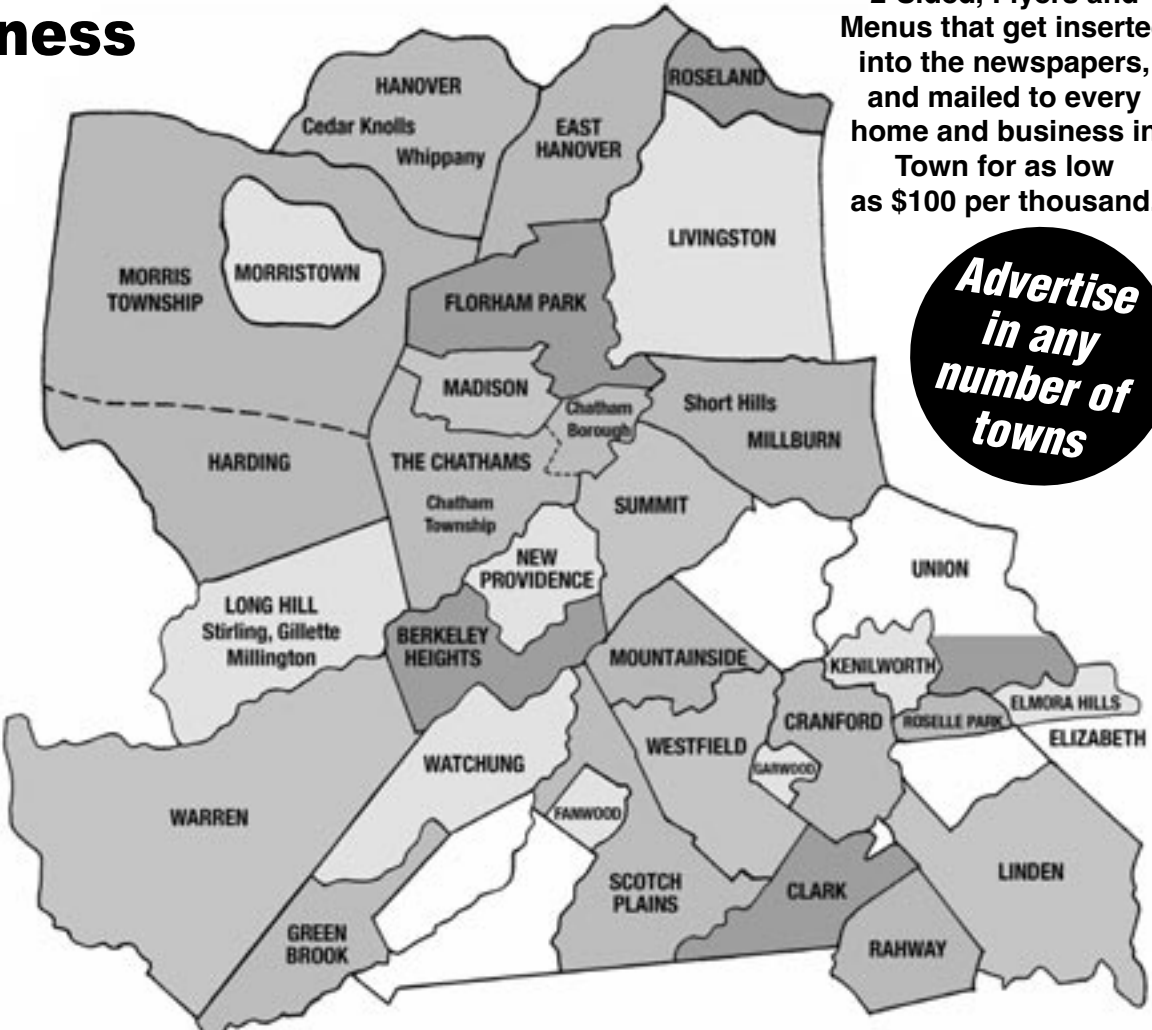 ness
2-Sided, Flyers and
Menus that get inserte
into the newspapers,
and mailed to every
home and business in
Town for as low
as $100 per thousand.
Advertise
in any
number of
towns
HANOVER
Cedar Knolls
Whippany
EAST
HANOVER
ROSELAND
LIVINGSTON
MORRIS
TOWNSHIP
MORRISTOWN
FLORHAM PARK
MADISON
Chatham
Borough
Short Hills
MILLBURN
HARDING
THE CHATHAMS
Chatham
Township
SUMMIT
NEW
PROVIDENCE
UNION
LONG HILL
Stirling, Gillette
Millington
BERKELEY
HEIGHTS
MOUNTAINSIDE
KENILWORTH
ELMORA HILLS
ROSELLE PARK
ELIZABETH
CRANFORD
WESTFIELD
GARWOOD
WATCHUNG
FANWOOD
WARREN
SCOTCH
PLAINS
CLARK
LINDEN
GREEN
BROOK
RAHWAY